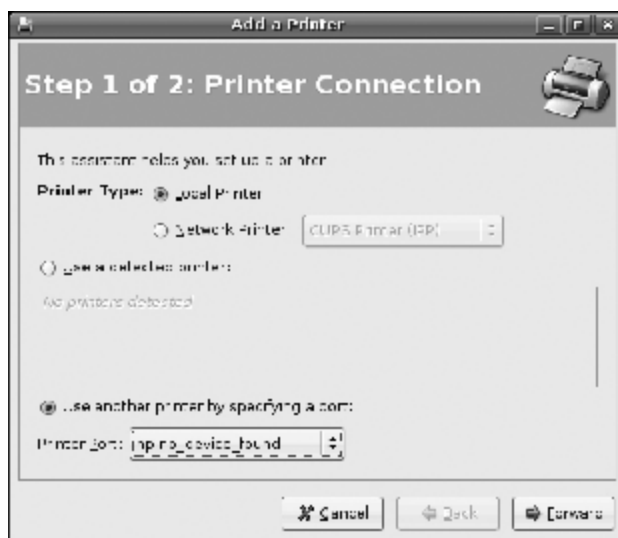 Add a Printer
Step 1 of 2: Printer Connection
This assistant helps you set up a printer
Printer Type: Local Printer
Network Printer CUPS Printer (IPP)
Use a detected printer:
No printers detected
Use another printer by specifying a port:
Printer Port: hp:no_device_found
Cancel Back Forward